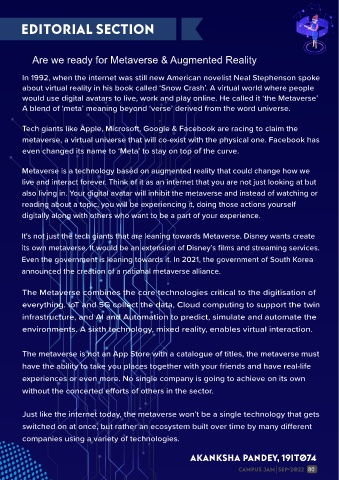 EDITORIAL SECTION
Are we ready for Metaverse & Augmented Reality
In 1992, when the internet was still new American novelist Neal Stephenson spoke
about virtual reality in his book called 'Snow Crash'. A virtual world where people
would use digital avatars to live, work and play online. He called it 'the Metaverse'
A blend of 'meta' meaning beyond 'verse' derived from the word universe.
Tech giants like Apple, Microsoft, Google & Facebook are racing to claim the
metaverse, a virtual universe that will co-exist with the physical one. Facebook has
even changed its name to 'Meta' to stay on top of the curve.
Metaverse is a technology based on augmented reality that could change how we
live and interact forever. Think of it as an internet that you are not just looking at but
also living in. Your digital avatar will inhibit the metaverse and instead of watching or
reading about a topic, you will be experiencing it, doing those actions yourself
digitally along with others who want to be a part of your experience.
It's not just the tech giants that are leaning towards Metaverse. Disney wants create
its own metaverse. It would be an extension of Disney's films and streaming services.
Even the government is leaning towards it. In 2021, the government of South Korea
announced the creation of a national metaverse alliance.
The Metaverse combines the core technologies critical to the digitisation of
everything. IoT and 5G collect the data, Cloud computing to support the twin
infrastructure, and AI and Automation to predict, simulate and automate the
environments. A sixth technology, mixed reality, enables virtual interaction.
The metaverse is not an App Store with a catalogue of titles, the metaverse must
have the ability to take you places together with your friends and have real-life
experiences or even more. No single company is going to achieve on its own
without the concerted efforts of others in the sector.
Just like the internet today, the metaverse won't be a single technology that gets
switched on at once, but rather an ecosystem built over time by many different
companies using a variety of technologies.
AKANKSHA PANDEY, 191T074
CAMPUS JAM | SEP-2022 80